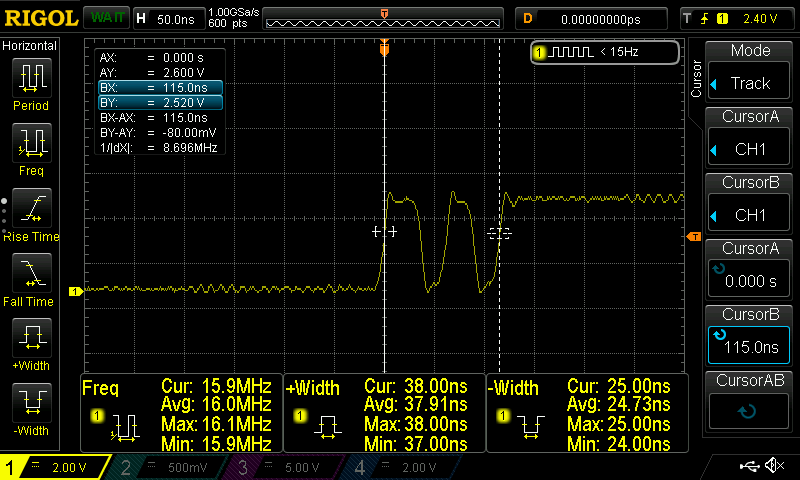 RIGOL WAIT H 50.0ns 1.00GSa/s 600 pts D 0.00000000ps T 1 2.40 V
Horizontal
Period
Freq
Rise Time
Fall Time
+Width
-Width
AX: = 0.000 s
AY: = 2.600 V
BX: = 115.0ns
BY: = 2.520 V
BX-AX: = 115.0ns
BY-AY: = -80.00mV
1/|dX|: = 8.696MHz
T
1 < 15Hz
T
1
Cursor
Mode
Track
CursorA
CH1
CursorB
CH1
CursorA
0.000 s
CursorB
115.0ns
CursorAB
Freq
1
Cur: 15.9MHz
Avg: 16.0MHz
Max: 16.1MHz
Min: 15.9MHz
+Width
1
Cur: 38.00ns
Avg: 37.91ns
Max: 38.00ns
Min: 37.00ns
-Width
1
Cur: 25.00ns
Avg: 24.73ns
Max: 25.00ns
Min: 24.00ns
1 = 2.00 V 2 = 500mV 3 = 5.00 V 4 = 2.00 V